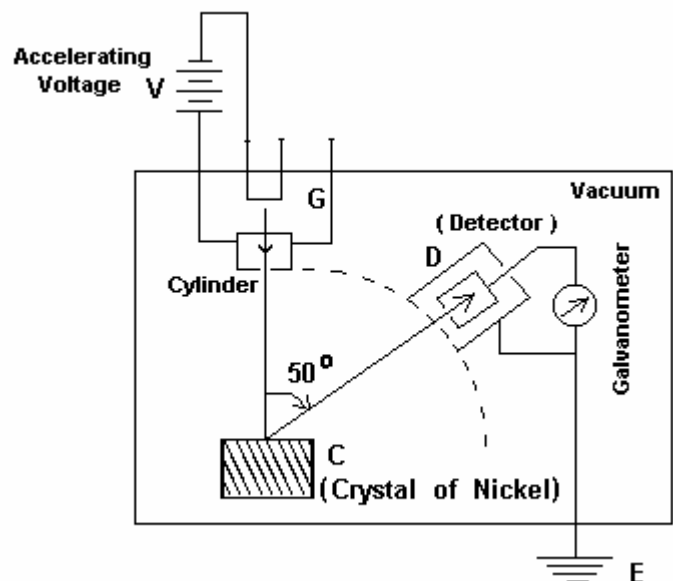 Accelerating
Voltage V
G
Vacuum
( Detector )
D
Cylinder
Galvanometer
50°
C
(Crystal of Nickel)
E